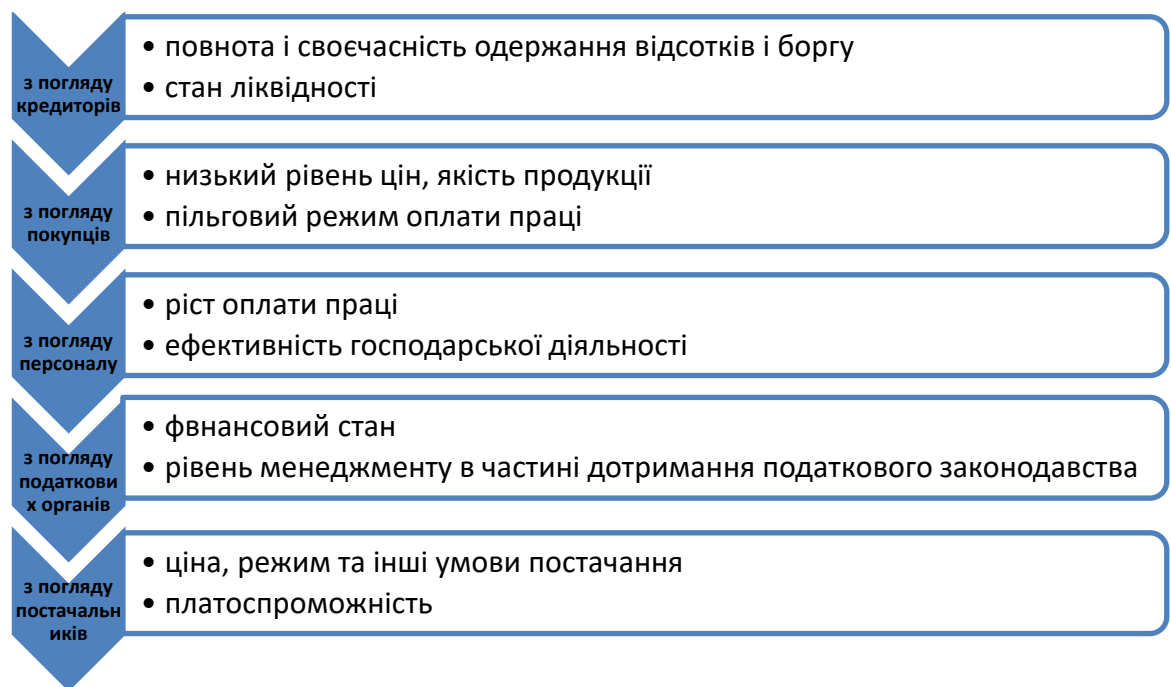 з погляду
кредиторів
• повнота і своєчасність одержання відсотків і боргу
• стан ліквідності
з погляду
покупців
• низький рівень цін, якість продукції
• пільговий режим оплати праці
з погляду
персоналу
• ріст оплати праці
• ефективність господарської діяльності
з погляду
податкови
х органів
• фвнансовий стан
• рівень менеджменту в частині дотримання податкового законодавства
з погляду
постачальн
иків
• ціна, режим та інші умови постачання
• платоспроможність